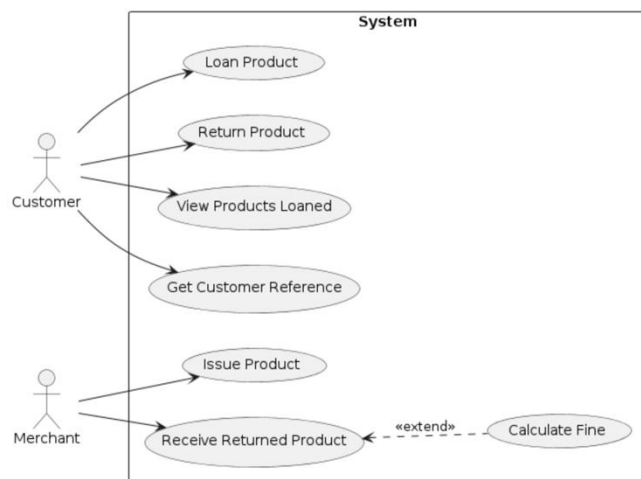 System
Loan Product
Return Product
Customer
View Products Loaned
Get Customer Reference
Issue Product
Merchant
Receive Returned Product
«extend»
Calculate Fine